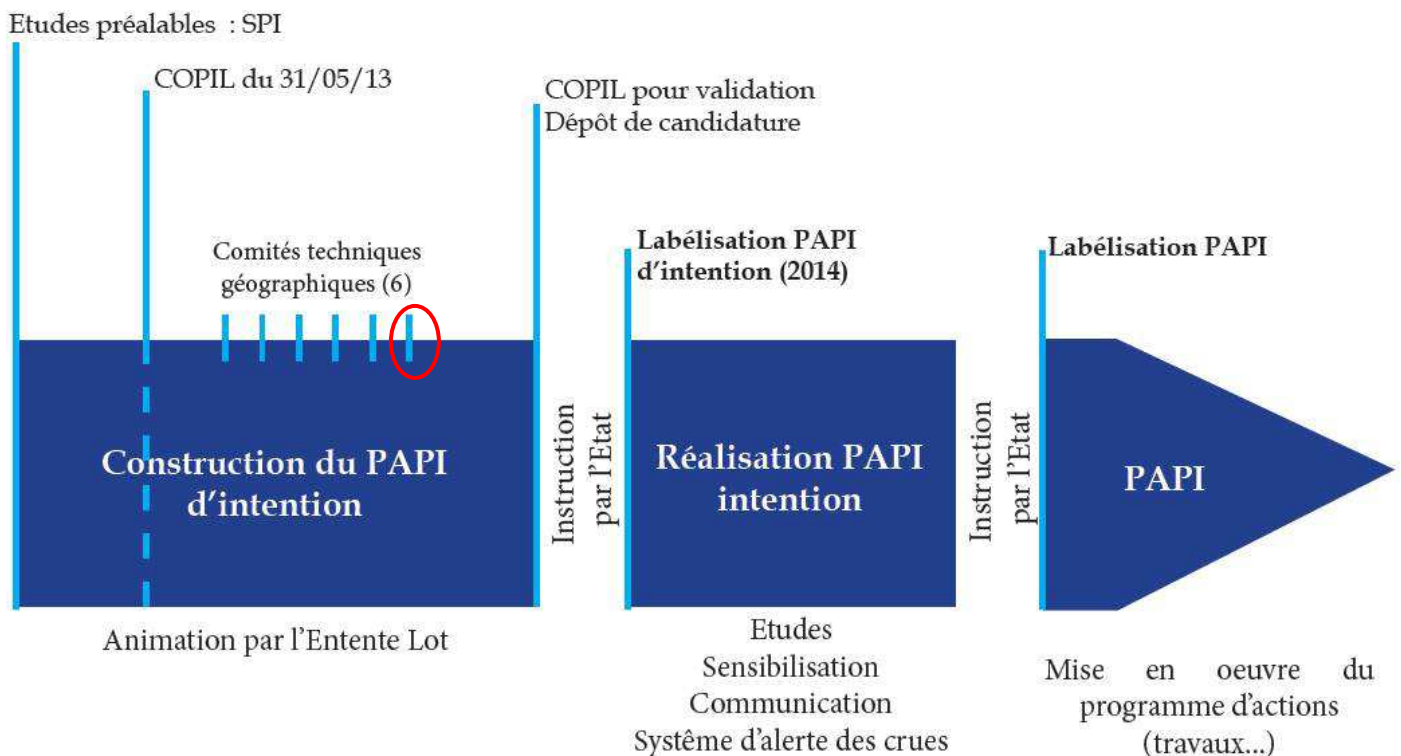 Etudes préalables : SPI
COPIL du 31/05/13
COPIL pour validation
Dépôt de candidature
Comités techniques
géographiques (6)
Labélisation PAPI
d'intention (2014)
Labélisation PAPI
Construction du PAPI
d'intention
Instruction
par l'Etat
Réalisation PAPI
intention
Instruction
par l'Etat
PAPI
Animation par l'Entente Lot
Etudes
Sensibilisation
Communication
Systême d'alerte des crues
Mise en oeuvre du
programme d'actions
(travaux...)